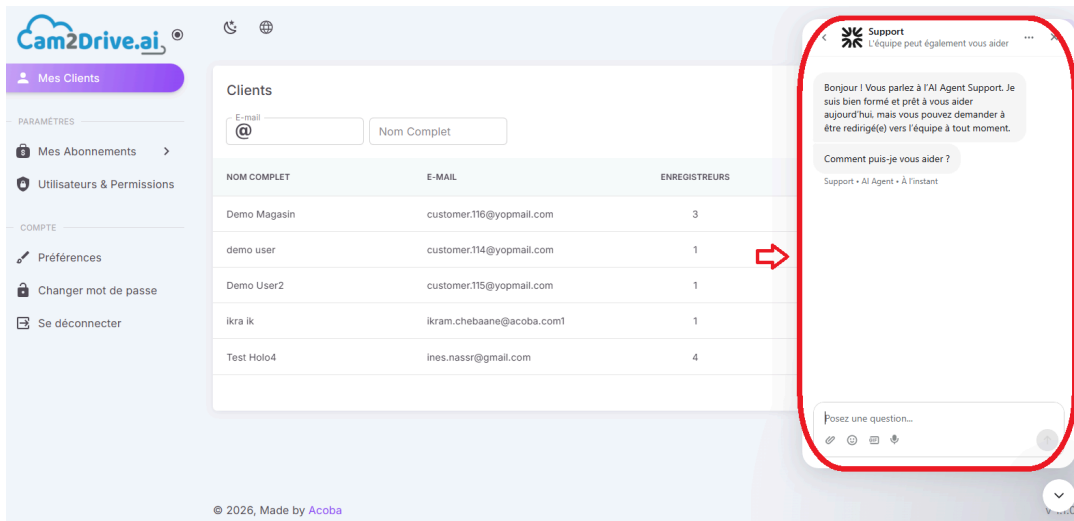 Cam2Drive.ai
Mes Clients
PARAMÈTRES
Mes Abonnements
Utilisateurs & Permissions
COMPTE
Préférences
Changer mot de passe
Se déconnecter
Clients
E-mail
@
Nom Complet
NOM COMPLET E-MAIL ENREGISTREURS
Demo Magasin customer.116@yopmail.com 3
demo user customer.114@yopmail.com 1
Demo User2 customer.115@yopmail.com 1
ikra ik ikram.chebaane@acoba.com1 1
Test Holo4 ines.nassr@gmail.com 4
© 2026, Made by Acoba
Support
L'équipe peut également vous aider
Bonjour ! Vous parlez à l'AI Agent Support. Je
suis bien formé et prêt à vous aider
aujourd'hui, mais vous pouvez demander à
être redirigé(e) vers l'équipe à tout moment.
Comment puis-je vous aider ?
Support • AI Agent • À l'instant
Posez une question...
GIF